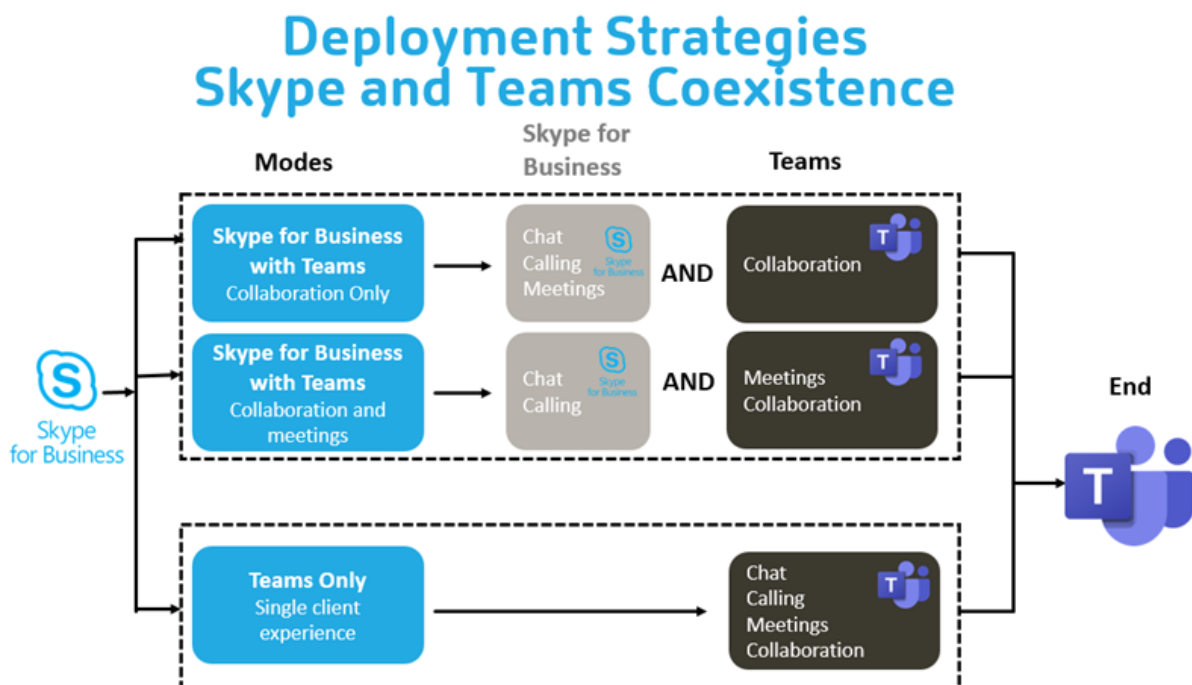 Deployment Strategies
Skype and Teams Coexistence
Modes
Skype for
Business
Teams
Skype for Business
with Teams
Collaboration Only
Chat
Calling
Meetings
S
Skype
for Business
AND
T
Collaboration
Skype for Business
with Teams
Collaboration and
meetings
Chat
Calling
S
Skype
for Business
AND
T
Meetings
Collaboration
S
Skype
for Business
End
T
Teams Only
Single client
experience
T
Chat
Calling
Meetings
Collaboration